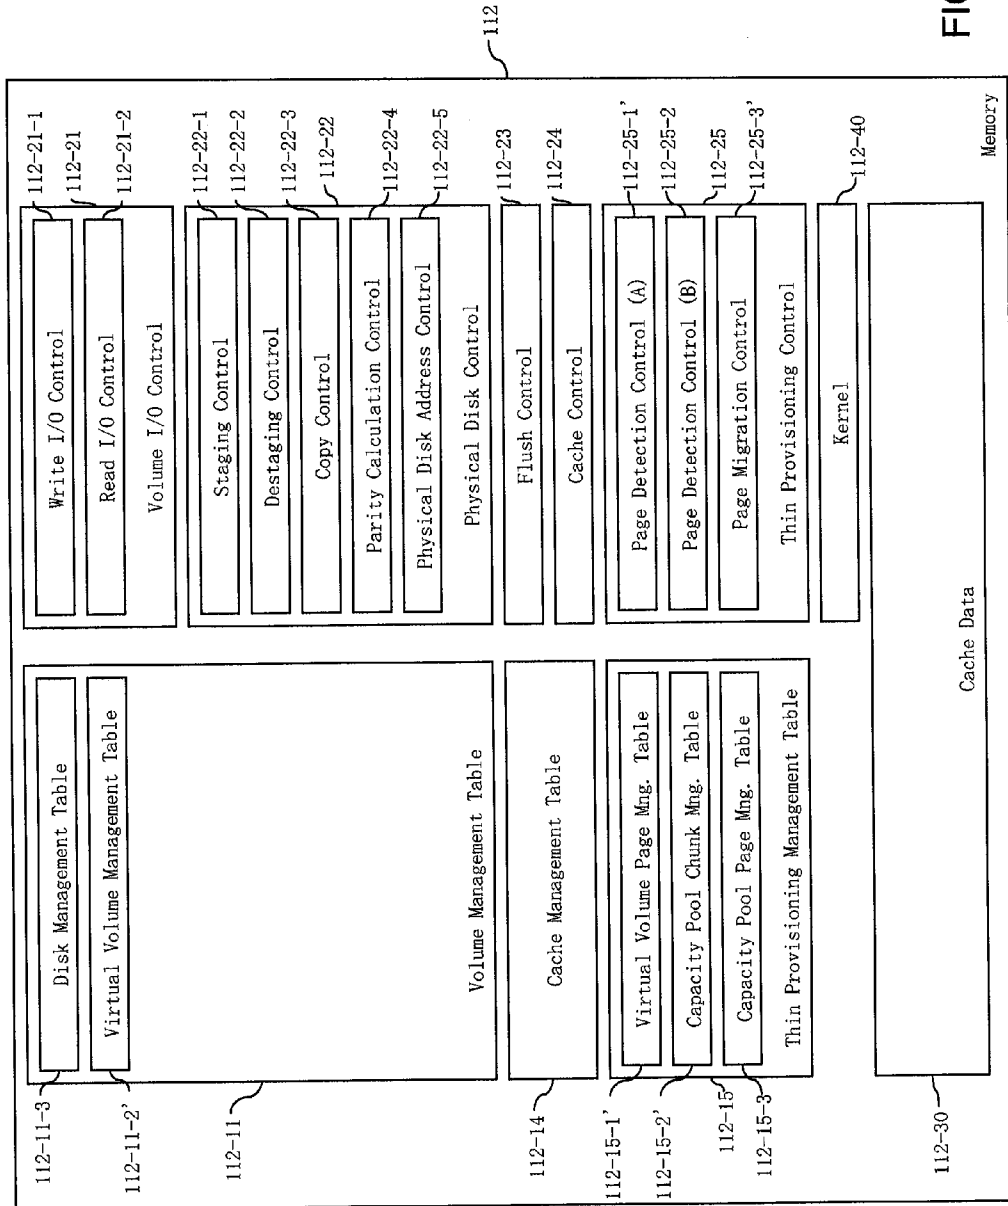 112-11-3
Disk Management Table
112-11-2'
Virtual Volume Management Table
112-11
Volume Management Table
112-14
Cache Management Table
112-15-1'
Virtual Volume Page Mng. Table
112-15-2'
Capacity Pool Chunk Mng. Table
112-15
112-15-3
Capacity Pool Page Mng. Table
Thin Provisioning Management Table
112-30
Cache Data
Write I/O Control
112-21-1
112-21
Read I/O Control
112-21-2
Volume I/O Control
Staging Control
112-22-1
Destaging Control
112-22-2
Copy Control
112-22-3
112-22
Parity Calculation Control
112-22-4
Physical Disk Address Control
112-22-5
Physical Disk Control
Flush Control
112-23
Cache Control
112-24
Page Detection Control (A)
112-25-1'
Page Detection Control (B)
112-25-2
112-25
Page Migration Control
112-25-3'
Thin Provisioning Control
Kernel
112-40
Memory
112